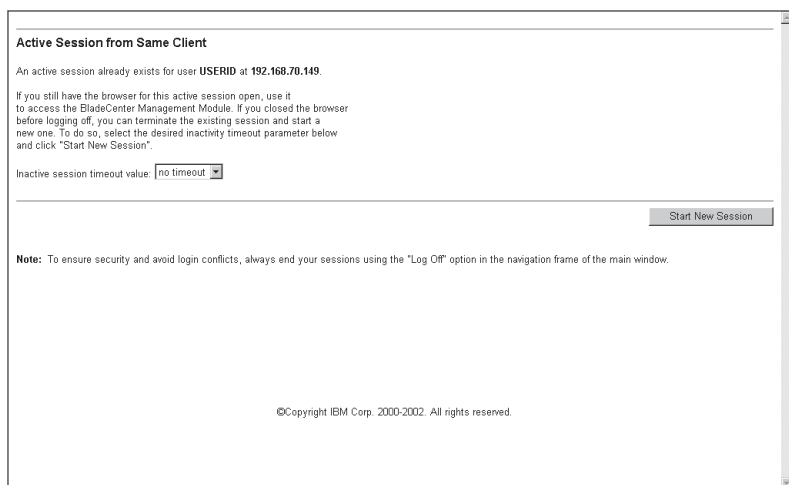 Active Session from Same Client
An active session already exists for user USERID at 192.168.70.149.
If you still have the browser for this active session open, use it
to access the BladeCenter Management Module. If you closed the browser
before logging off, you can terminate the existing session and start a
new one. To do so, select the desired inactivity timeout parameter below
and click "Start New Session".
Inactive session timeout value: no timeout
Start New Session
Note: To ensure security and avoid login conflicts, always end your sessions using the "Log Off" option in the navigation frame of the main window.
©Copyright IBM Corp. 2000-2002. All rights reserved.